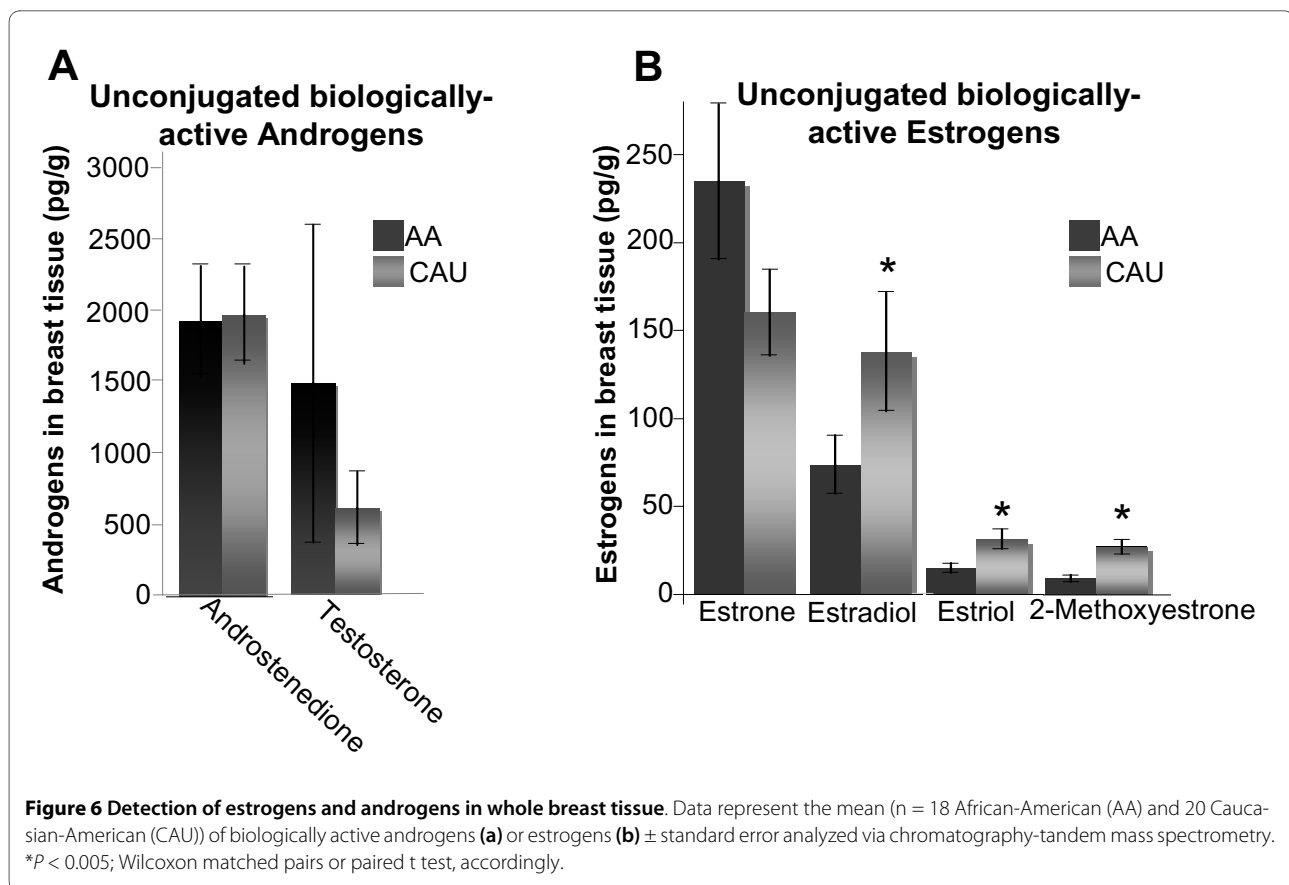 A
Unconjugated biologically-
active Androgens
Androgens in breast tissue (pg/g)
3000
2500
2000
1500
1000
500
0
AA
CAU
Androstenedione
Testosterone
B
Unconjugated biologically-
active Estrogens
Estrogens in breast tissue (pg/g)
250
200
150
100
50
0
AA
CAU
*
*
*
Estrone
Estradiol
Estriol
2-Methoxyestrone
Figure 6 Detection of estrogens and androgens in whole breast tissue. Data represent the mean (n = 18 African-American (AA) and 20 Cauca-
sian-American (CAU)) of biologically active androgens (a) or estrogens (b) ± standard error analyzed via chromatography-tandem mass spectrometry.
*P < 0.005; Wilcoxon matched pairs or paired t test, accordingly.